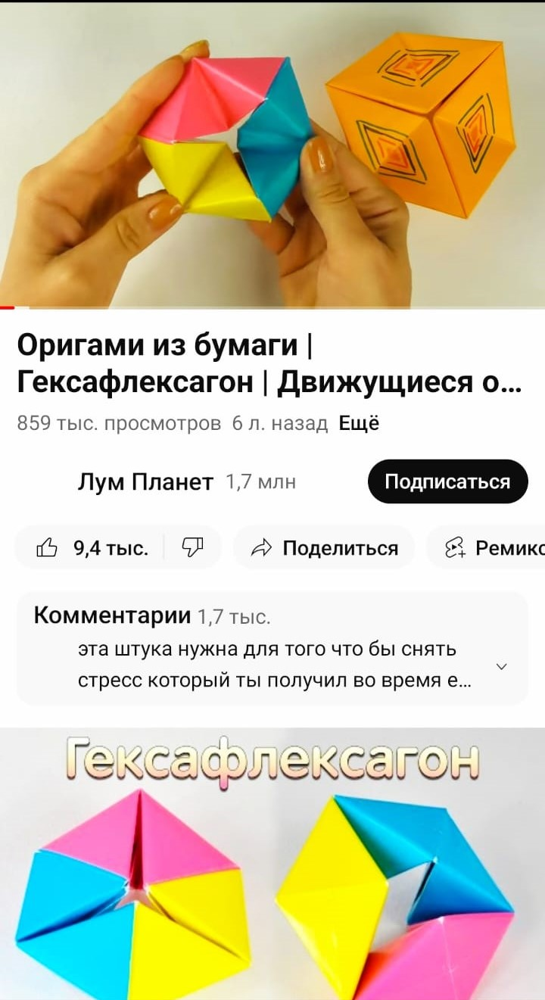 Оригами из бумаги |
Гексафлексагон | Движущиеся о...
859 тыс. просмотров 6 л. назад Ещё
Лум Планет 1,7 млн Подписаться
9,4 тыс. Поделиться Ремикс
Комментарии 1,7 тыс.
эта штука нужна для того что бы снять
стресс который ты получил во время е...
Гексафлексагон